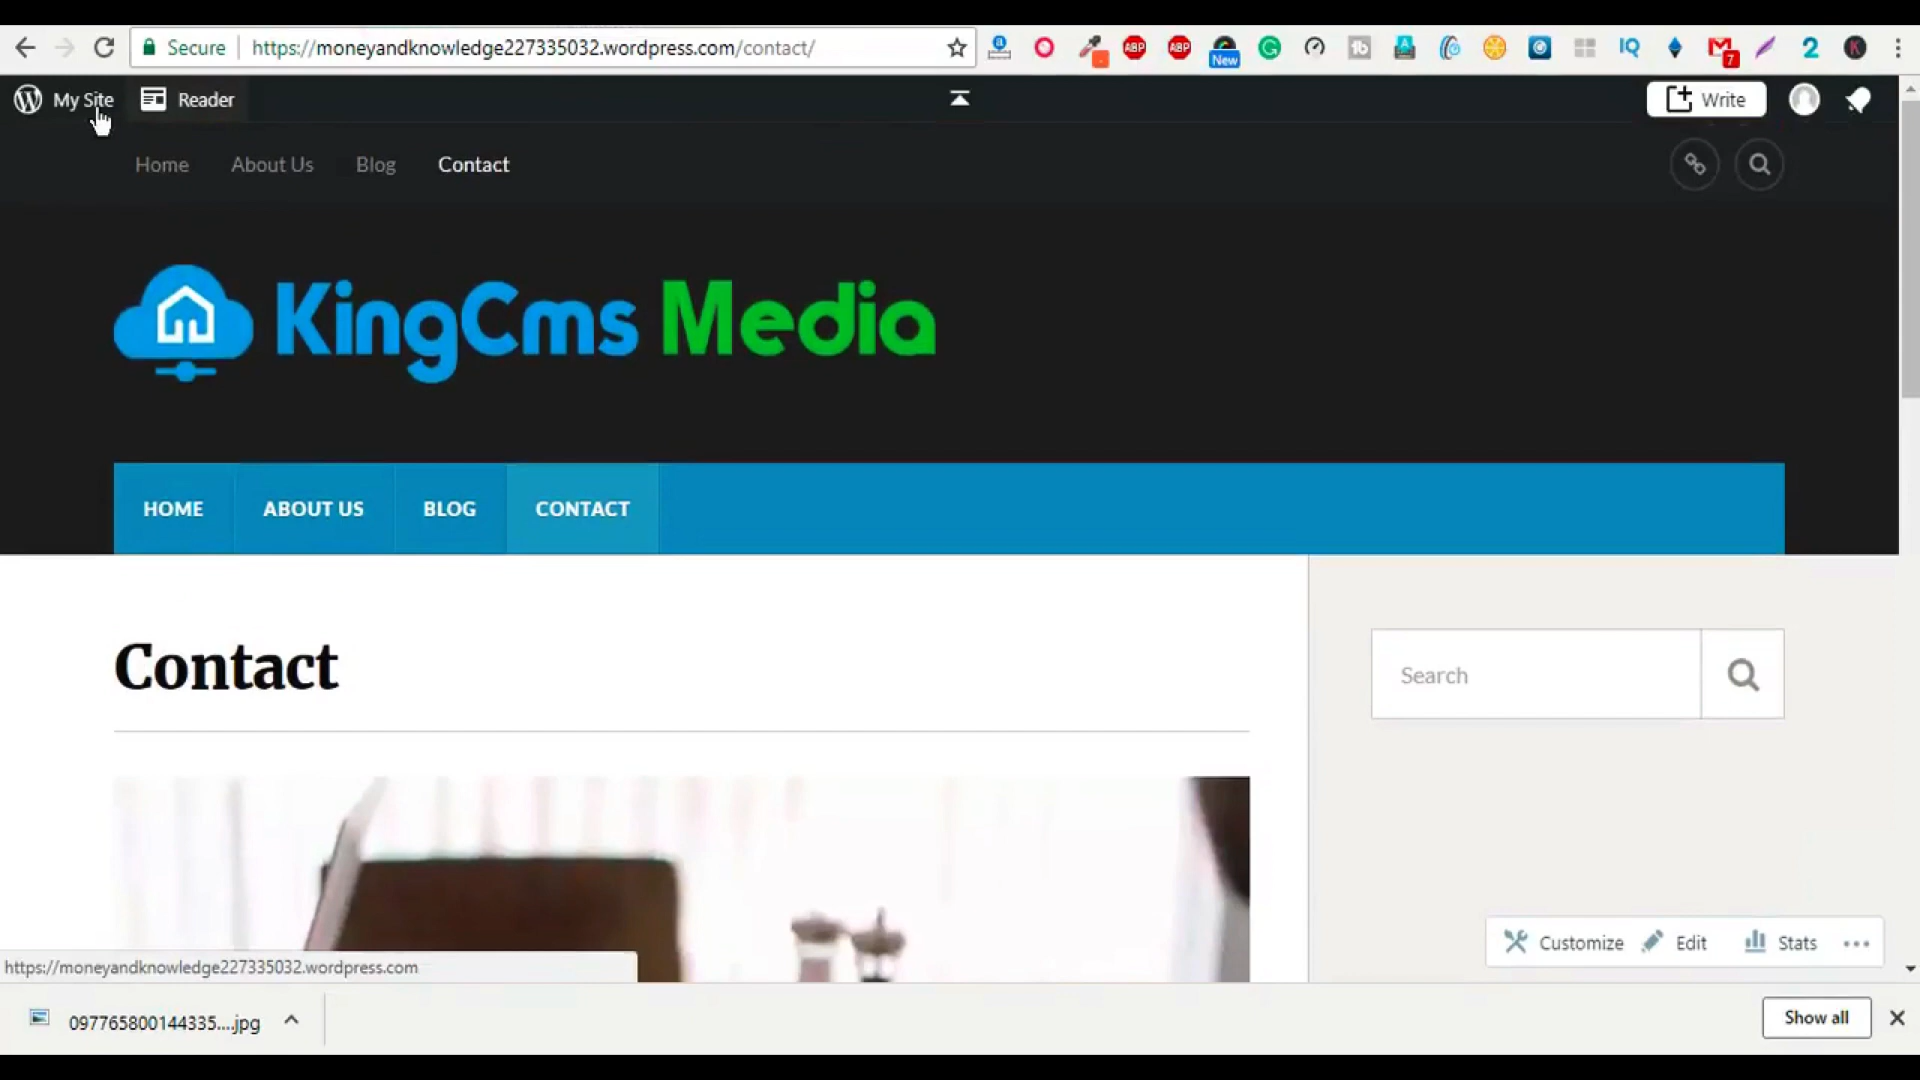 Secure https://moneyandknowledge227335032.wordpress.com/contact/
ABP ABP New IQ 7 2 K
My Site Reader Write
Home About Us Blog Contact
KingCms Media
HOME ABOUT US BLOG CONTACT
Contact
Search
Customize Edit Stats
https://moneyandknowledge227335032.wordpress.com
097765800144335....jpg Show all